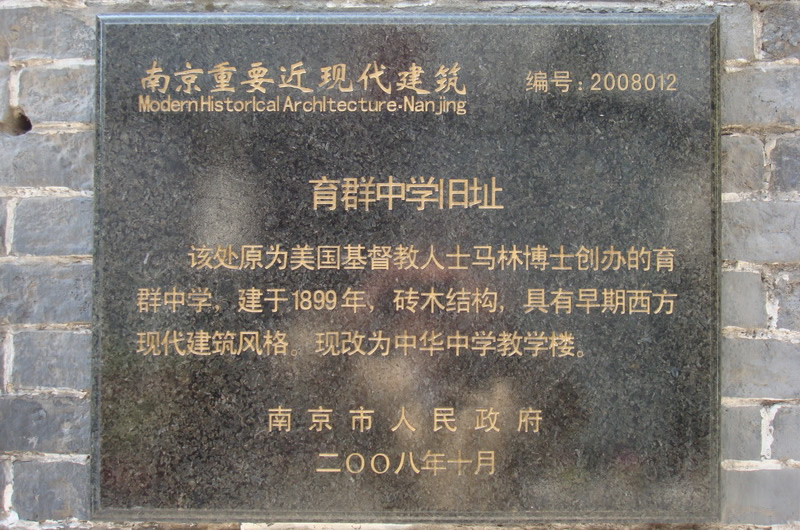 南京重要近现代建筑
编号：2008012
Modern Historical Architecture·Nanjing
育群中学旧址
该处原为美国基督教人士马林博士创办的育
群中学，建于1899年，砖木结构，具有早期西方
现代建筑风格。现改为中华中学教学楼。
南京市人民政府
二〇〇八年十月